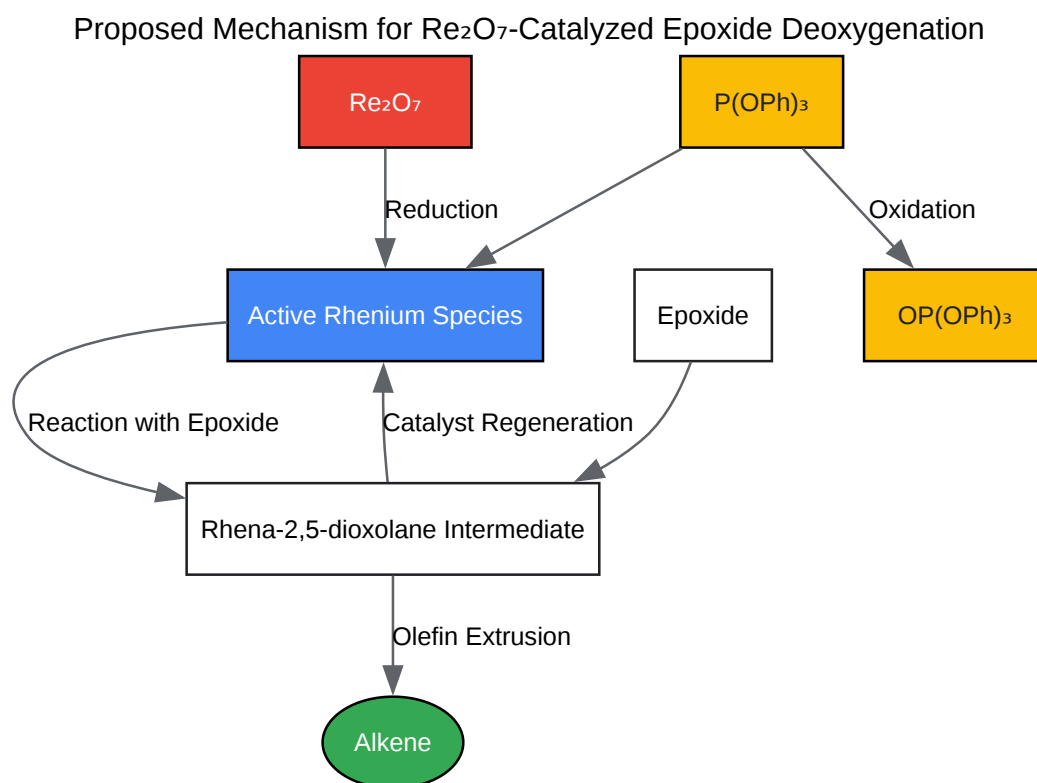 Proposed Mechanism for Re₂O₇-Catalyzed Epoxide Deoxygenation
Re₂O₇
P(OPh)₃
Reduction
Oxidation
Active Rhenium Species
Epoxide
OP(OPh)₃
Reaction with Epoxide
Catalyst Regeneration
Rhena-2,5-dioxolane Intermediate
Olefin Extrusion
Alkene